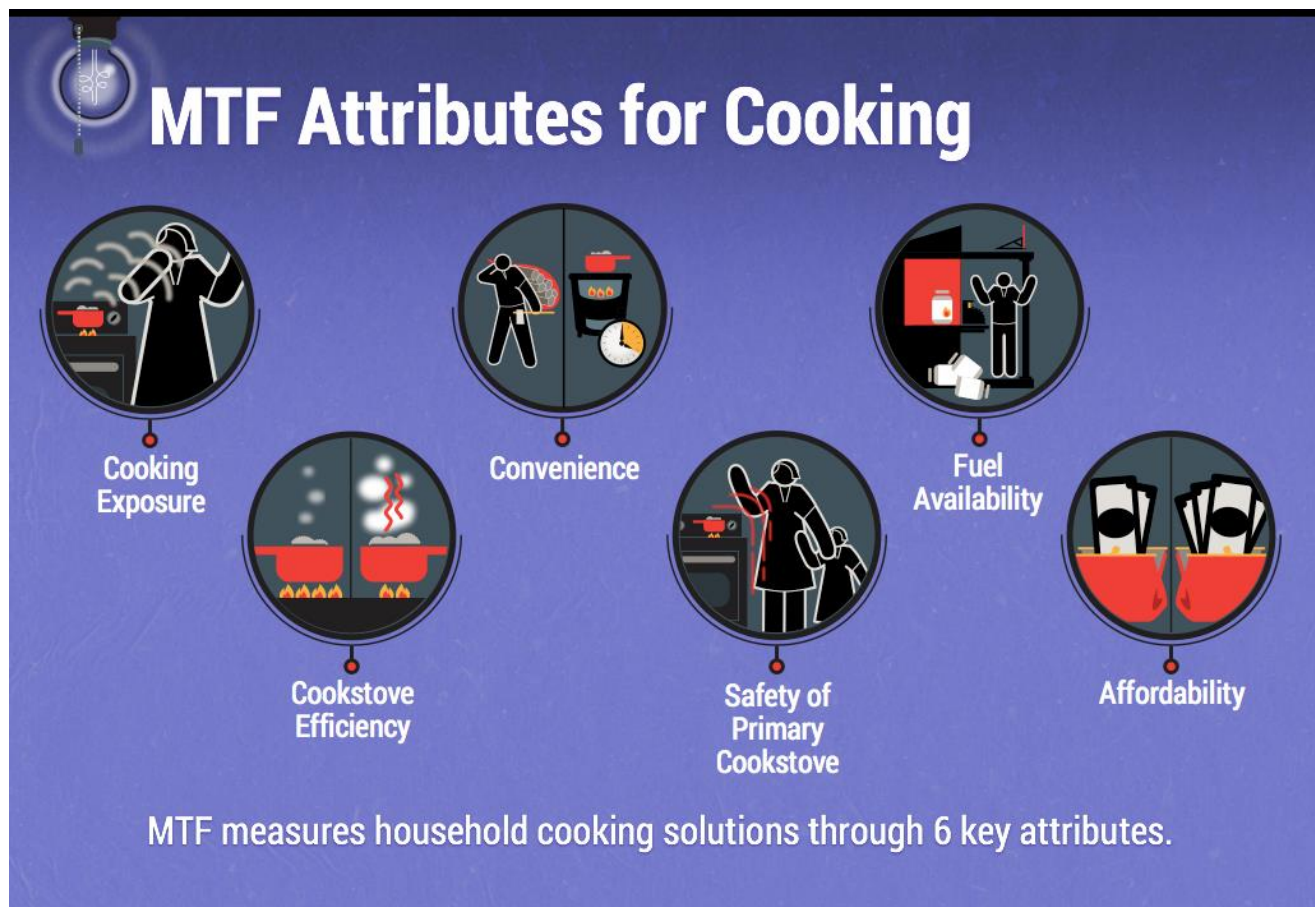 MTF Attributes for Cooking
Cooking
Exposure
Cookstove
Efficiency
Convenience
Safety of
Primary
Cookstove
Fuel
Availability
Affordability
MTF measures household cooking solutions through 6 key attributes.